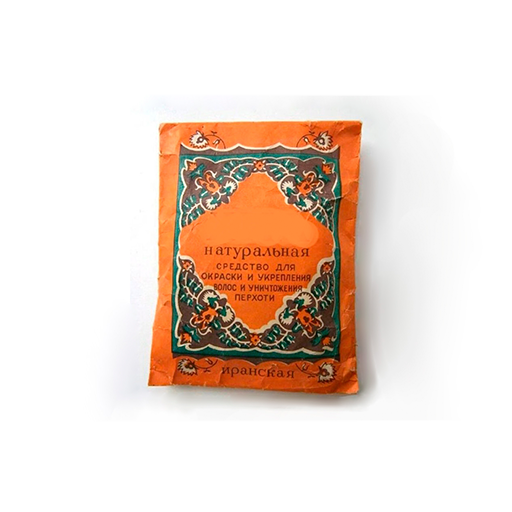 натуральная
СРЕДСТВО ДЛЯ
ОКРАСКИ И УКРЕПЛЕНИЯ
ВОЛОС И УНИЧТОЖЕНИЯ
ПЕРХОТИ
иранская